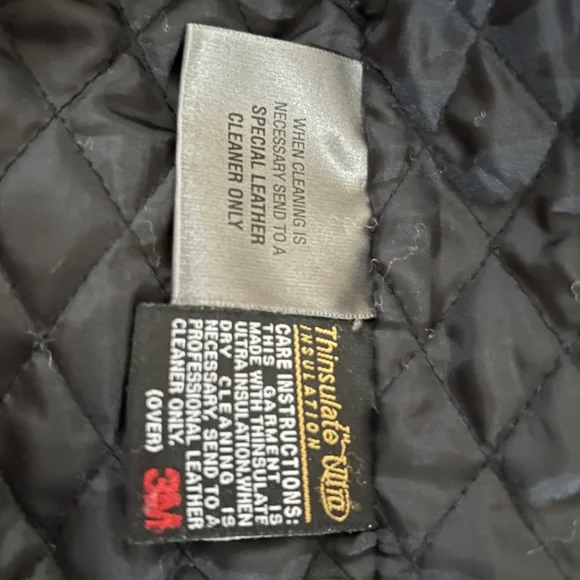 WHEN CLEANING IS
NECESSARY SEND TO A
SPECIAL LEATHER
CLEANER ONLY
Thinsulate™ Ultra
INSULATION
CARE INSTRUCTIONS:
THIS GARMENT IS
MADE WITH THINSULATE
ULTRA INSULATION.WHEN
DRY CLEANING IS
NECESSARY, SEND TO A
PROFESSIONAL LEATHER
CLEANER ONLY.
(OVER)
3M